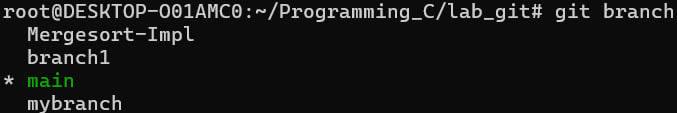 root@DESKTOP-O01AMC0:~/Programming_C/lab_git# git branch
Mergesort-Impl
branch1
* main
mybranch